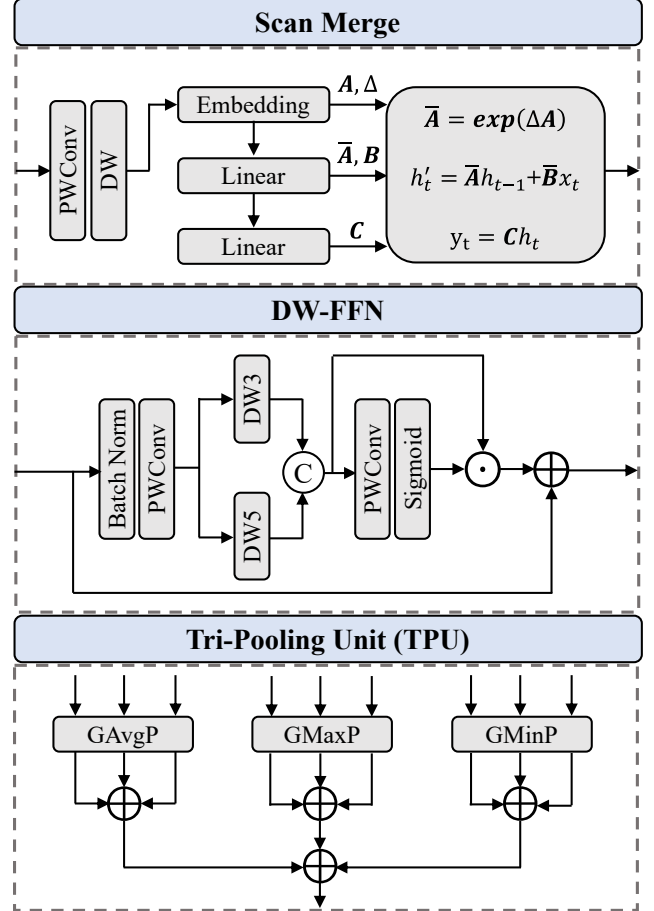 Scan Merge
PWConv
DW
Embedding
Linear
Linear
A, Δ
A̅, B
C
A̅ = exp(ΔA)
h′ₜ = A̅hₜ₋₁+B̅xₜ
yₜ = Chₜ
DW-FFN
Batch Norm
PWConv
DW3
DW5
C
PWConv
Sigmoid
Tri-Pooling Unit (TPU)
GAvgP
GMaxP
GMinP